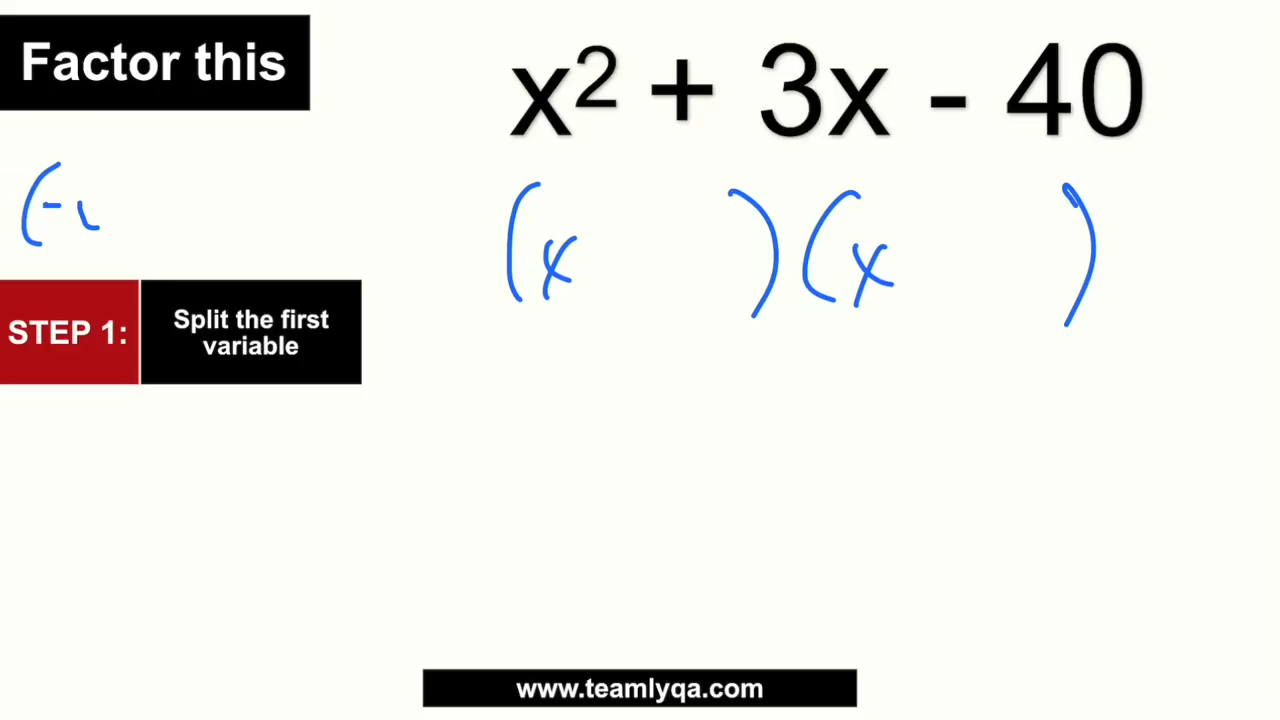 Factor this
x² + 3x - 40
(x )(x )
(-
STEP 1:
Split the first
variable
www.teamlyqa.com